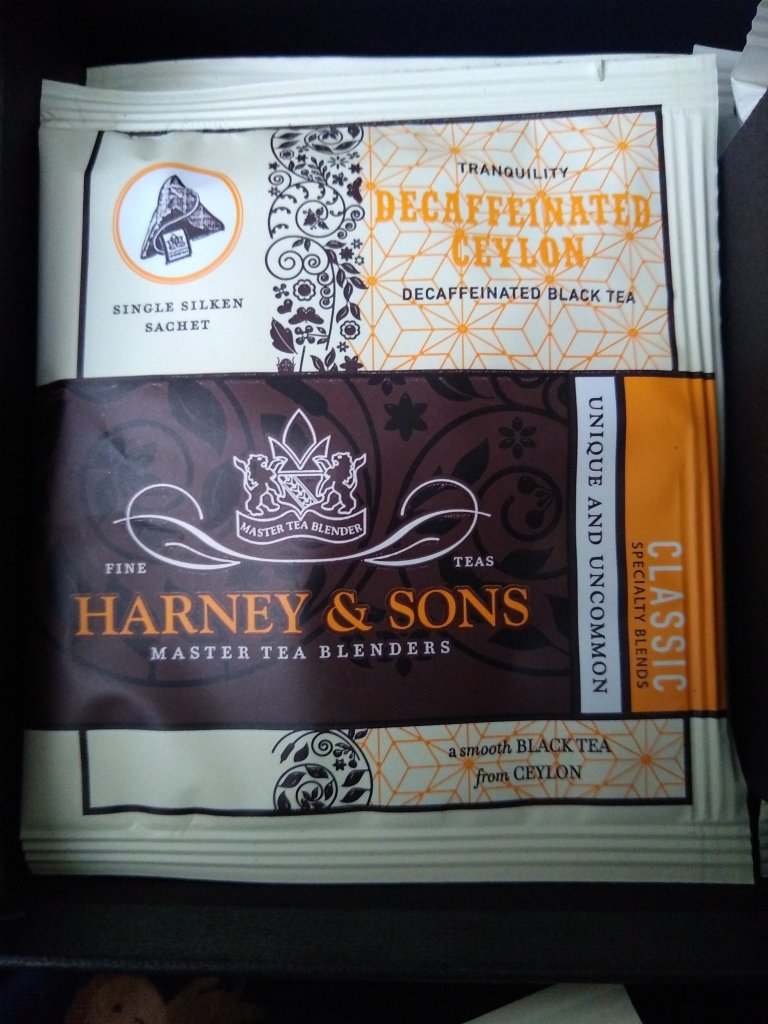 TRANQUILITY
DECAFFEINATED
CEYLON
DECAFFEINATED BLACK TEA
SINGLE SILKEN
SACHET
MASTER TEA BLENDER
FINE TEAS
HARNEY & SONS
MASTER TEA BLENDERS
UNIQUE AND UNCOMMON
CLASSIC
SPECIALTY BLENDS
a smooth BLACK TEA
from CEYLON